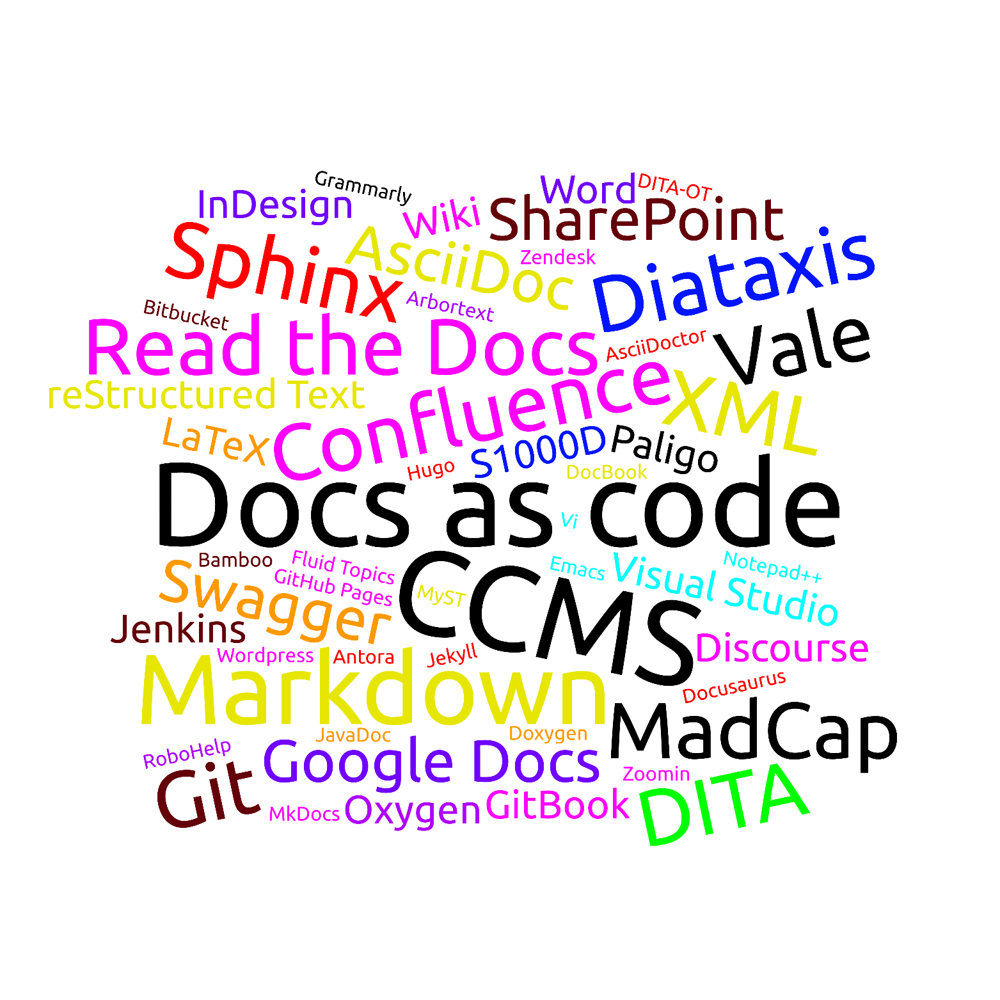 Grammarly
Word
DITA-OT
InDesign
Wiki
SharePoint
Sphinx
AsciiDoc
Zendesk
Diataxis
Bitbucket
Arbortext
Read the Docs
AsciiDoctor
Vale
reStructured Text
Confluence
XML
LaTeX
S1000D
Paligo
Hugo
DocBook
Docs as code
Vi
Bamboo
Fluid Topics
GitHub Pages
CCMS
Emacs
Visual Studio
Notepad++
Swagger
MyST
Jenkins
Discourse
Wordpress
Antora
Jekyll
Markdown
Docusaurus
MadCap
JavaDoc
Doxygen
RoboHelp
Google Docs
Git
Zoomin
DITA
MkDocs
Oxygen
GitBook